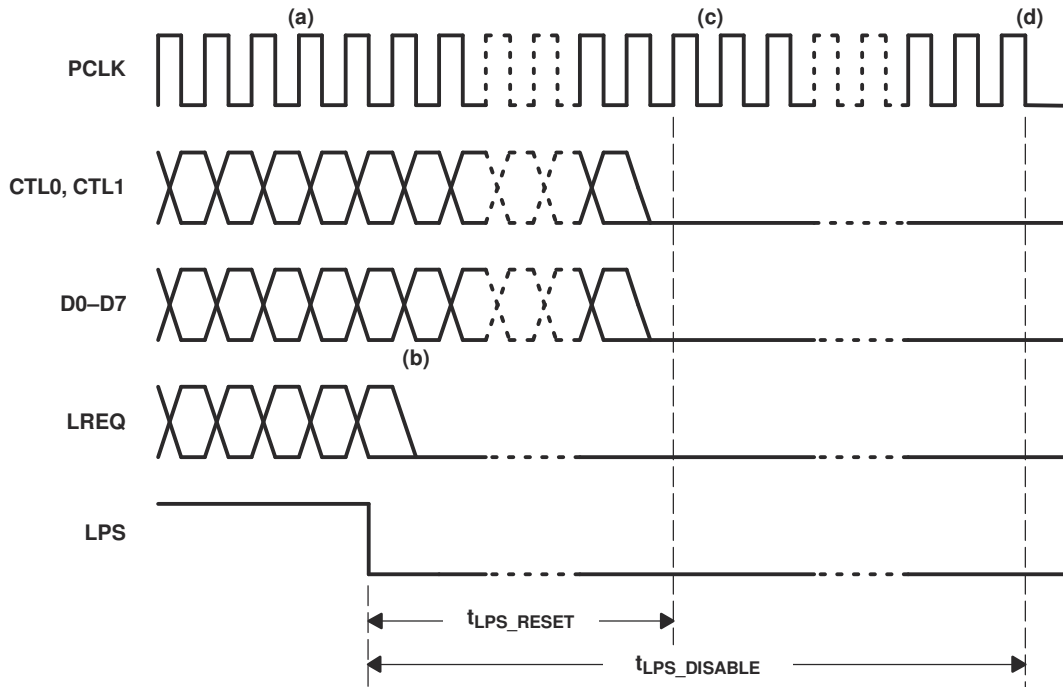 (a) (c) (d)
PCLK
CTL0, CTL1
D0–D7
(b)
LREQ
LPS
tLPS_RESET
tLPS_DISABLE